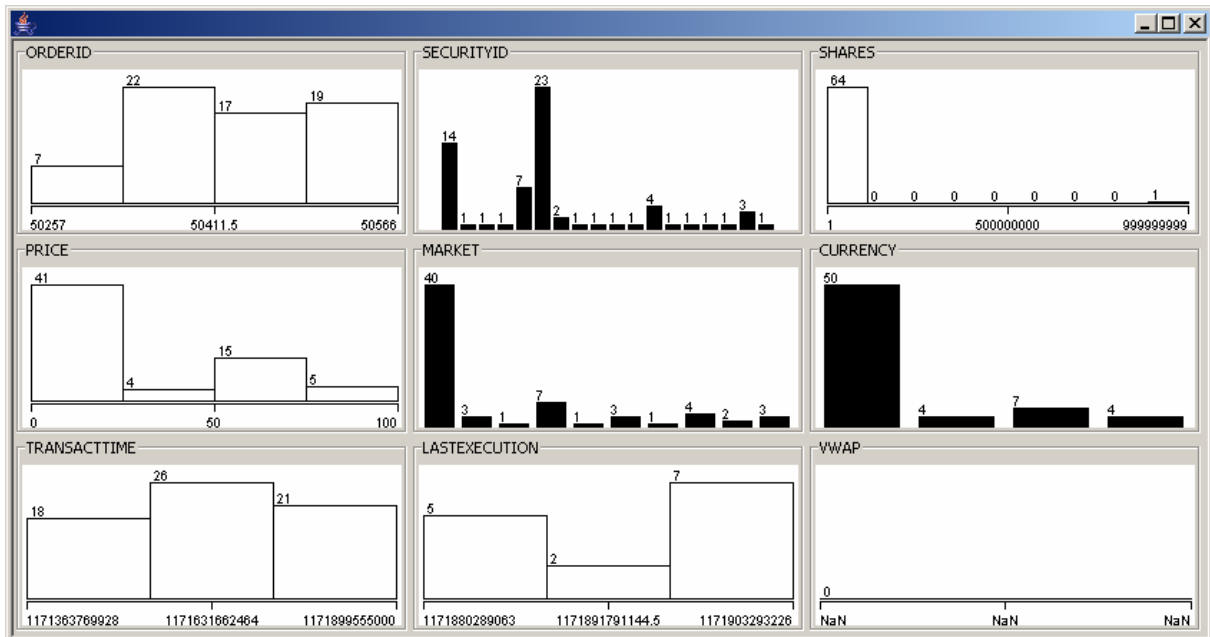 ORDERID
22
17
19
7
50257 50411.5 50566
SECURITYID
23
14
7
4
2
3
1 1 1 1 1 1 1 1 1 1 1 1
SHARES
64
0 0 0 0 0 0 0 1
1 500000000 999999999
PRICE
41
4
15
5
0 50 100
MARKET
40
3 1 7 1 3 1 4 2 3
CURRENCY
50
4 7 4
TRANSACTTIME
18
26
21
1171363769928 1171631662464 1171899555000
LASTEXECUTION
5
2
7
1171880289063 1171891791144.5 1171903293226
VWAP
0
NaN NaN NaN